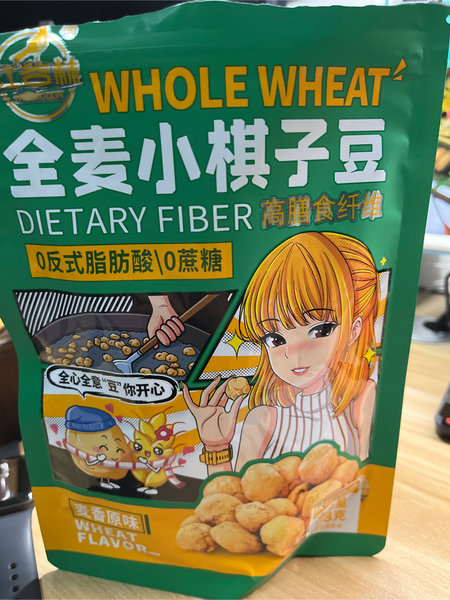 WHOLE WHEAT
全麦小棋子豆
DIETARY FIBER 高膳食纤维
0反式脂肪酸\0蔗糖
全心全意"豆"你开心
麦香原味
WHEAT
FLAVOR